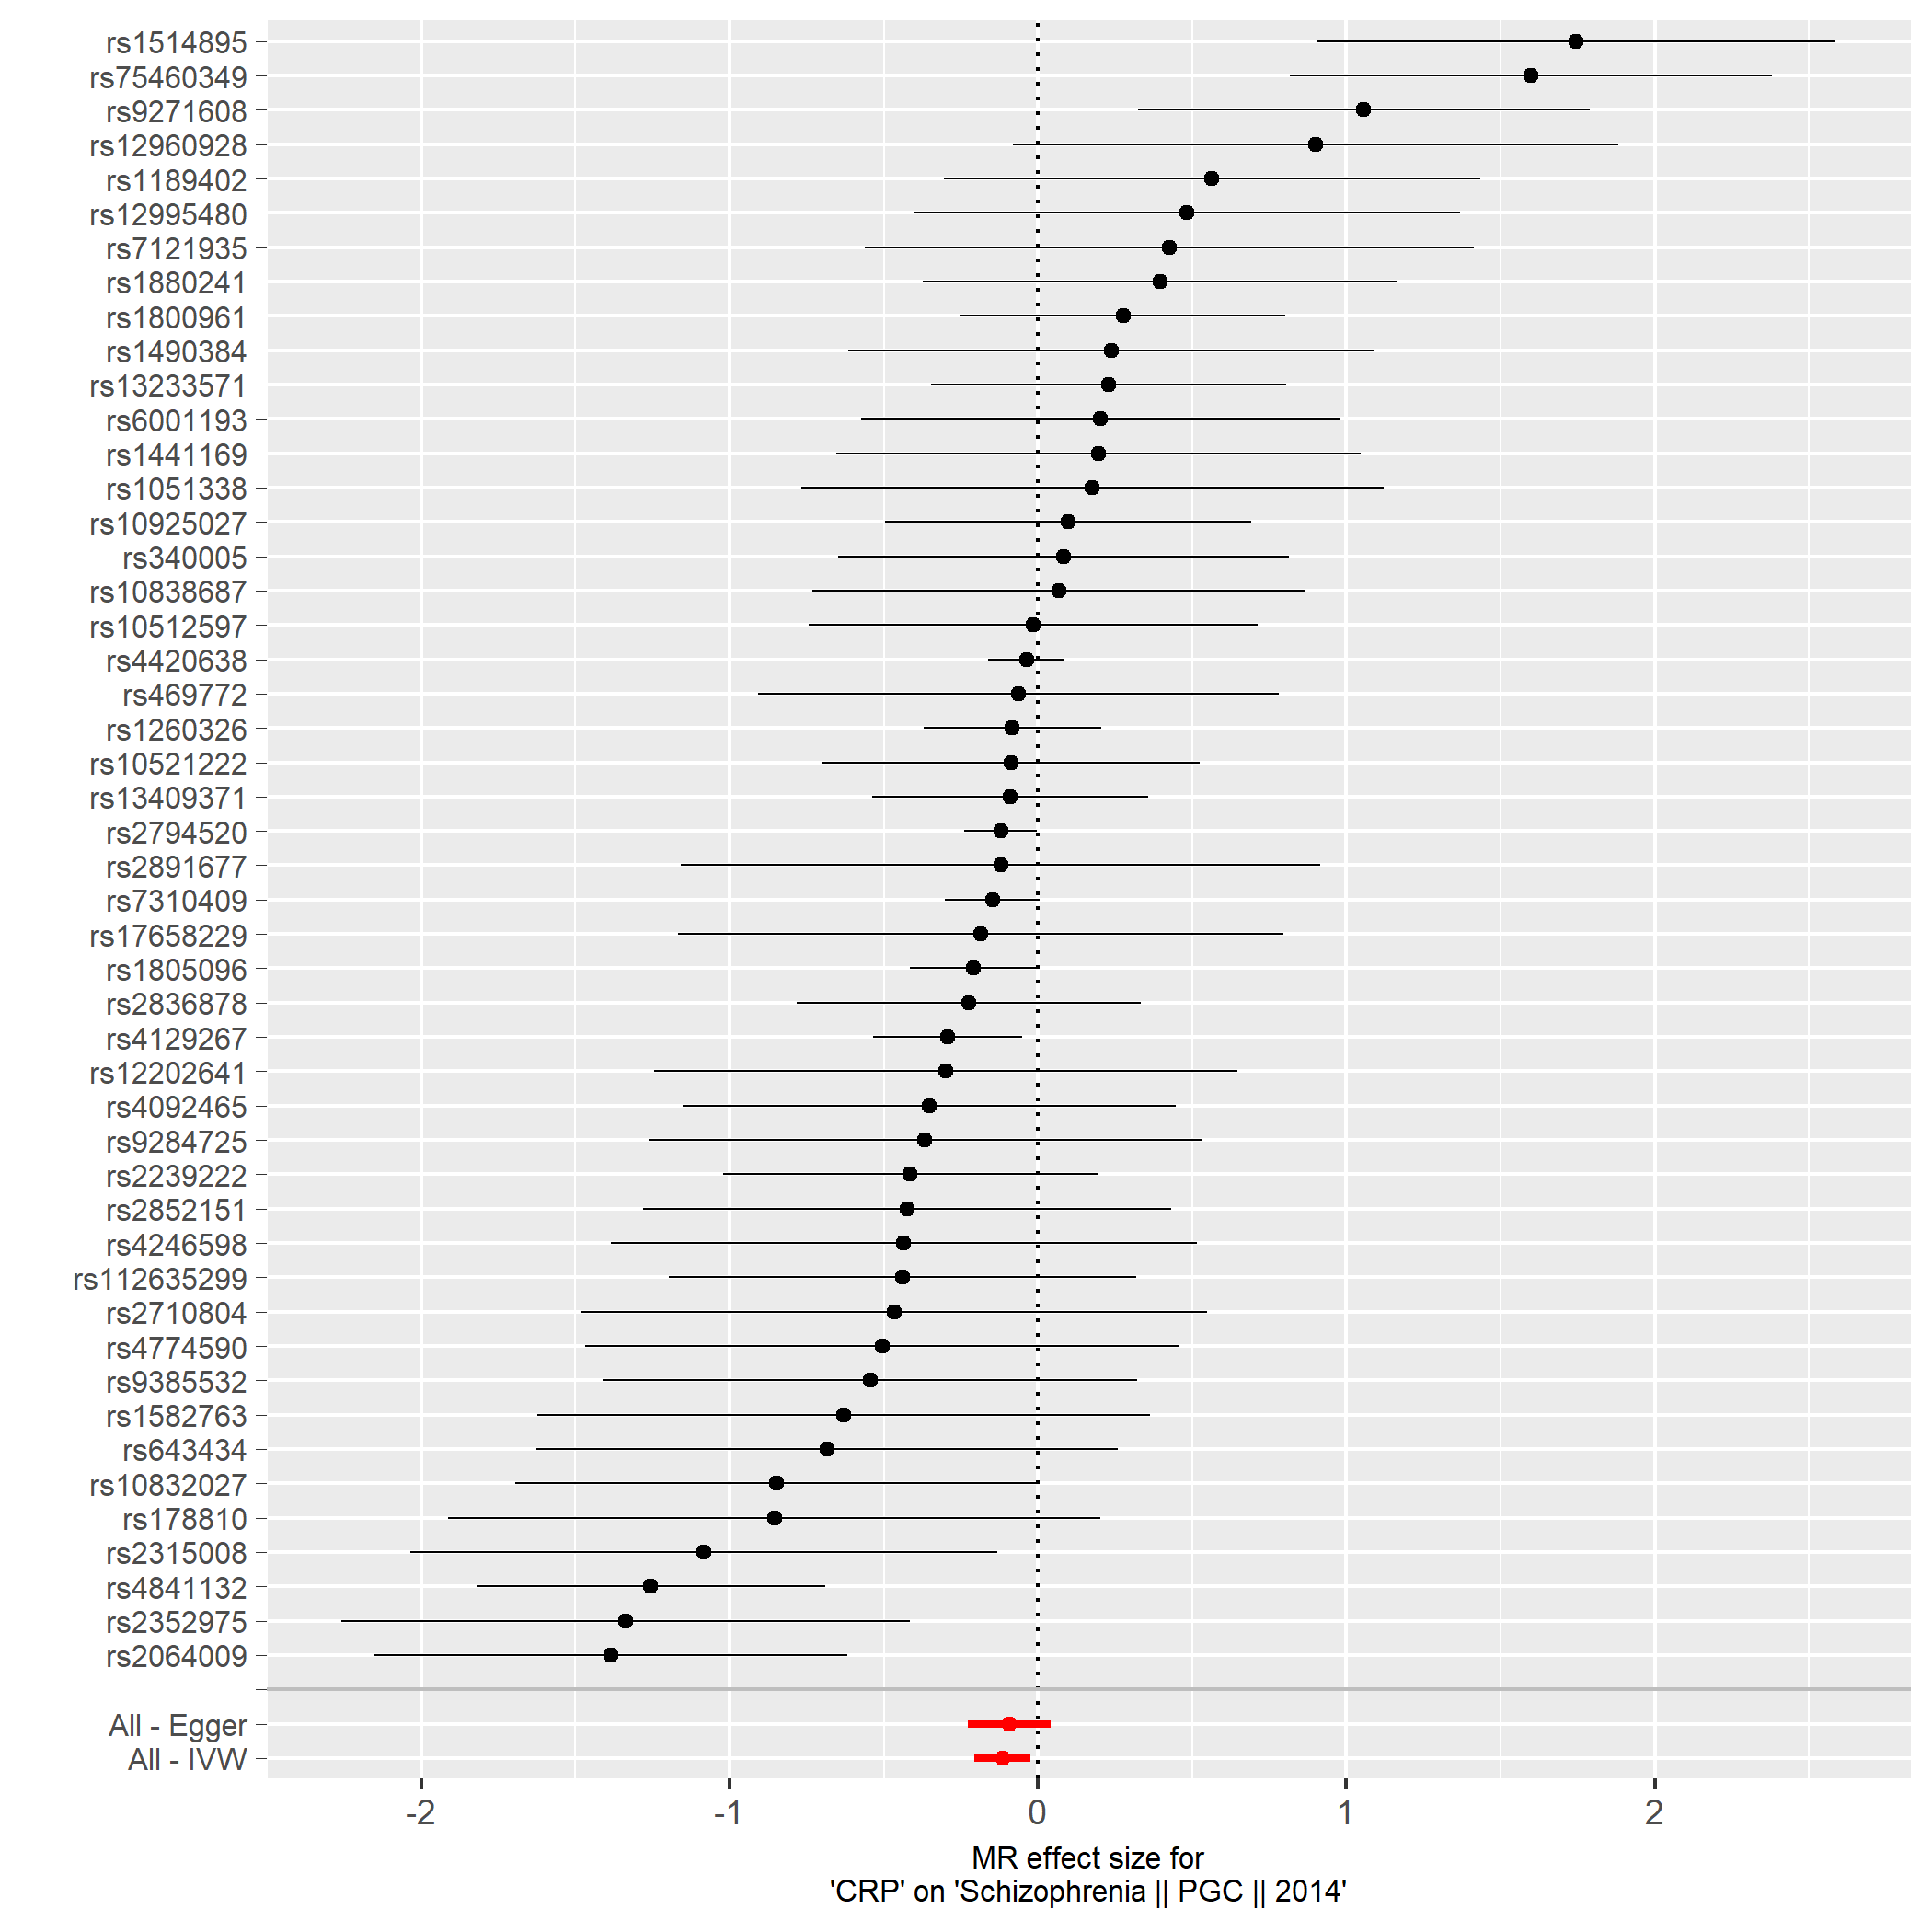 rs1514895
rs75460349
rs9271608
rs12960928
rs1189402
rs12995480
rs7121935
rs1880241
rs1800961
rs1490384
rs13233571
rs6001193
rs1441169
rs1051338
rs10925027
rs340005
rs10838687
rs10512597
rs4420638
rs469772
rs1260326
rs10521222
rs13409371
rs2794520
rs2891677
rs7310409
rs17658229
rs1805096
rs2836878
rs4129267
rs12202641
rs4092465
rs9284725
rs2239222
rs2852151
rs4246598
rs112635299
rs2710804
rs4774590
rs9385532
rs1582763
rs643434
rs10832027
rs178810
rs2315008
rs4841132
rs2352975
rs2064009
All - Egger
All - IVW
-2 -1 0 1 2
MR effect size for
'CRP' on 'Schizophrenia || PGC || 2014'